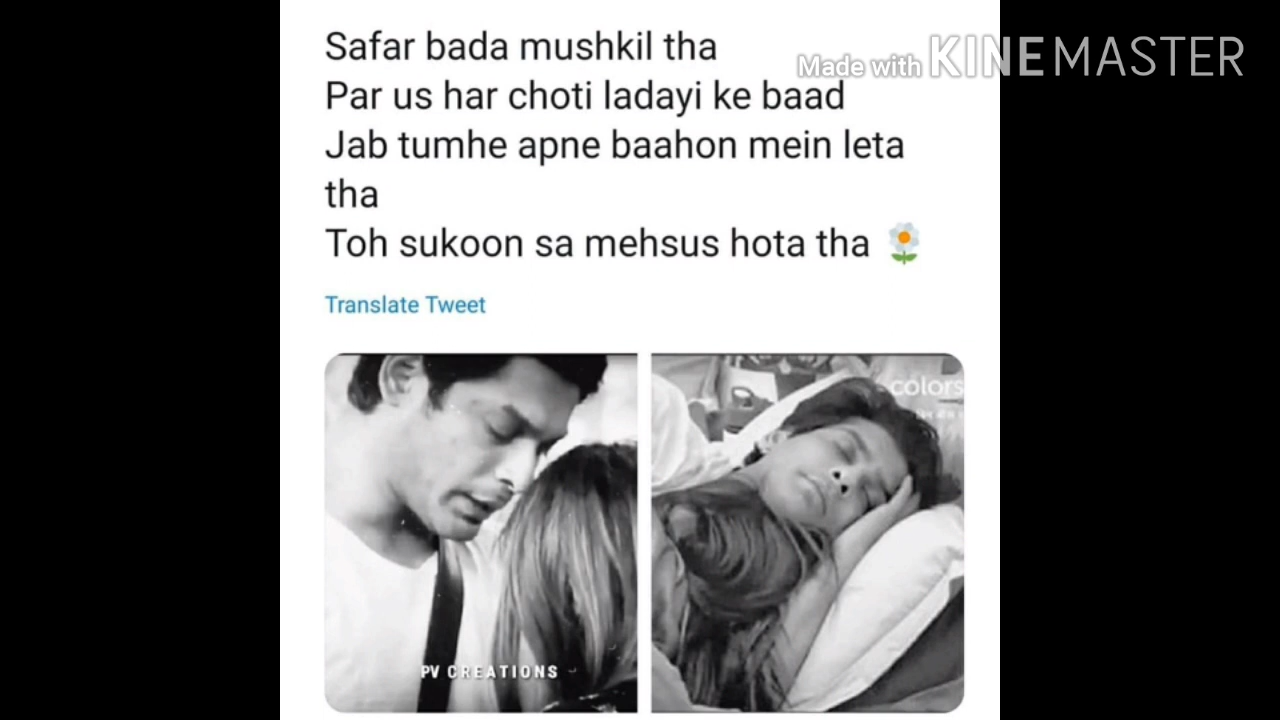 Safar bada mushkil tha
Made with KINEMASTER
Par us har choti ladayi ke baad
Jab tumhe apne baahon mein leta
tha
Toh sukoon sa mehsus hota tha 🌼
Translate Tweet
colors
PV CREATIONS